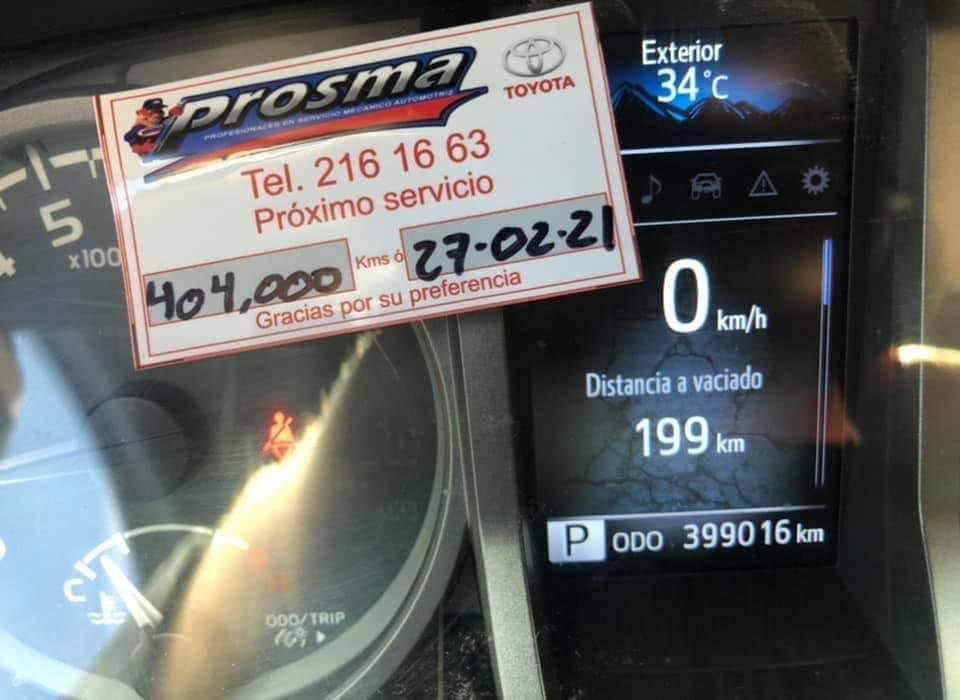 Prosma
PROFESIONALES EN SERVICIO MECANICO AUTOMOTRIZ
TOYOTA
Tel. 216 16 63
Próximo servicio
404,000 Kms ó 27-02-21
Gracias por su preferencia
Exterior
34°C
0 km/h
Distancia a vaciado
199 km
P ODO 399016 km
5
4
x100
C
H
ODO/TRIP